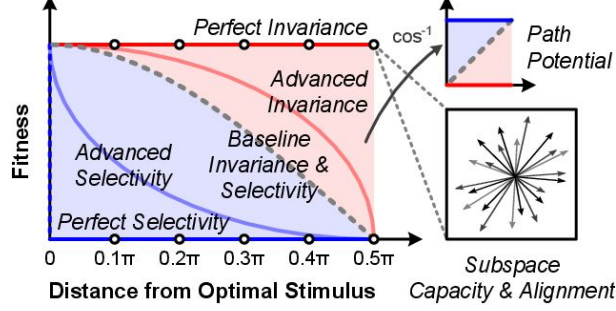 Perfect Invariance
cos⁻¹
Path
Potential
Advanced
Invariance
Fitness
Baseline
Invariance &
Selectivity
Advanced
Selectivity
Perfect Selectivity
0
0.1π
0.2π
0.3π
0.4π
0.5π
Distance from Optimal Stimulus
Subspace
Capacity & Alignment